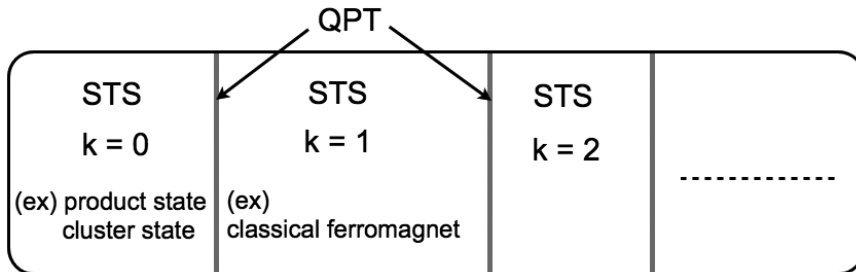 QPT
STS
k = 0
(ex) product state
cluster state
STS
k = 1
(ex)
classical ferromagnet
STS
k = 2